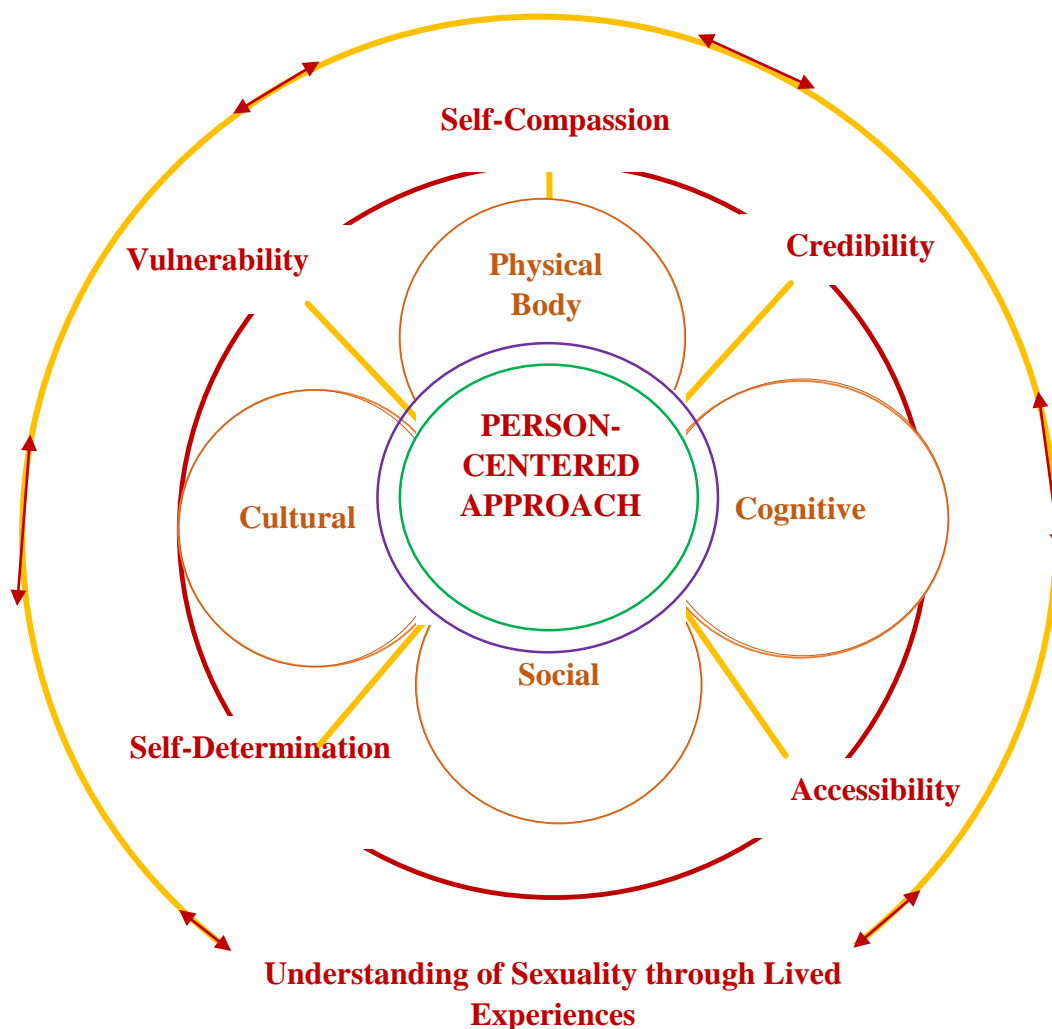 Self-Compassion
Vulnerability
Credibility
Physical
Body
PERSON-
CENTERED
APPROACH
Cultural
Cognitive
Social
Self-Determination
Accessibility
Understanding of Sexuality through Lived
Experiences